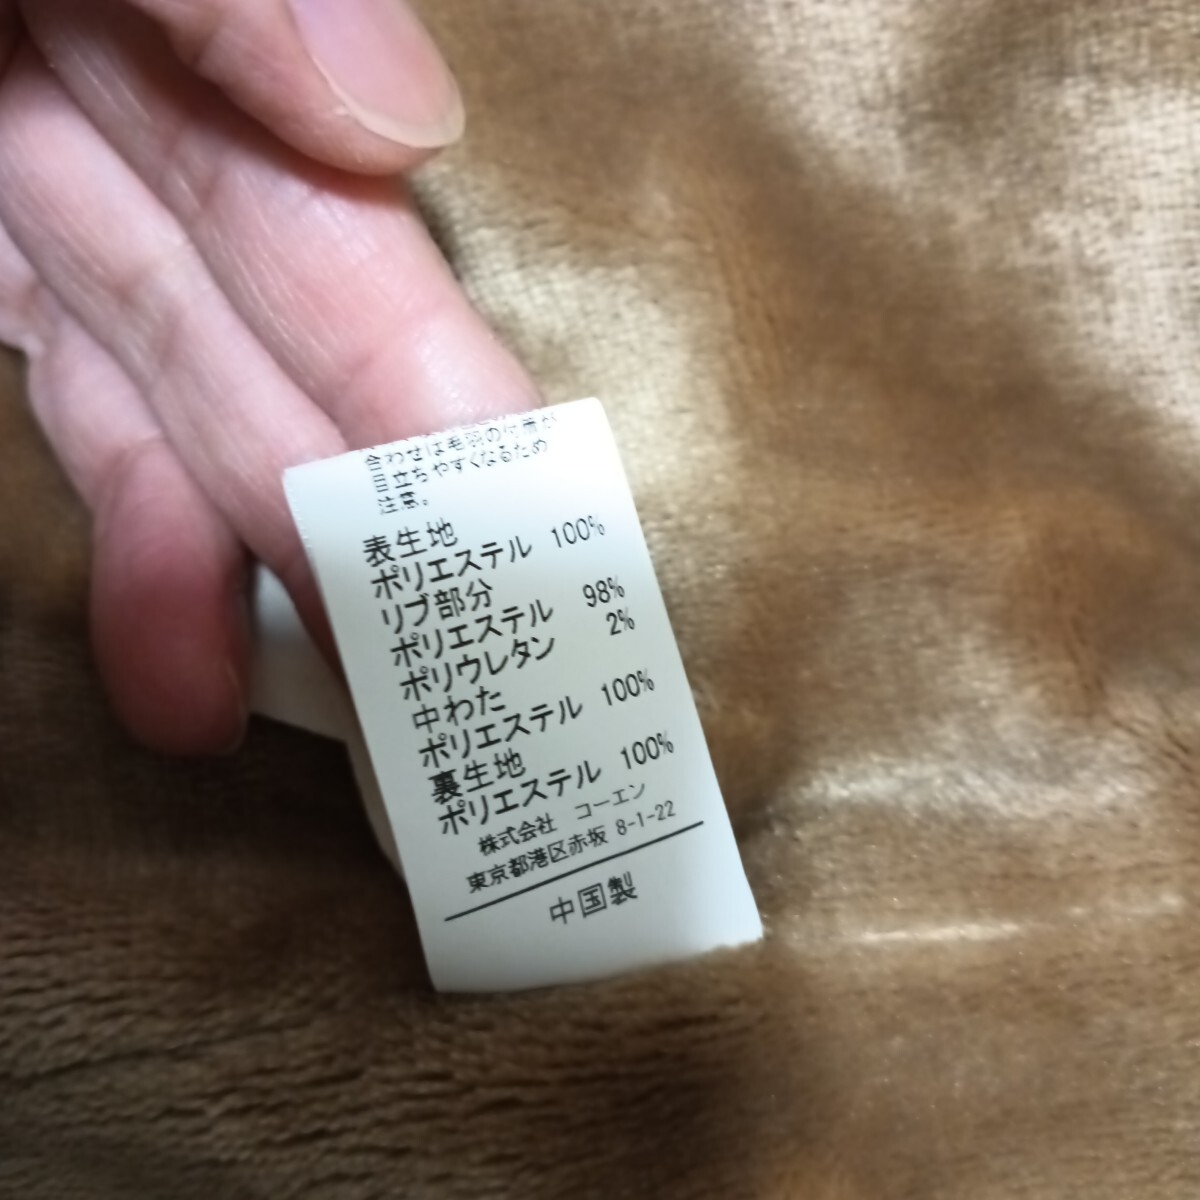 合わせは毛羽の付着が
目立ちやすくなるため
注意。
表生地
ポリエステル 100%
リブ部分
ポリエステル 98%
ポリウレタン 2%
中わた
ポリエステル 100%
裏生地
ポリエステル 100%
株式会社 コーエン
東京都港区赤坂 8-1-22
中国製